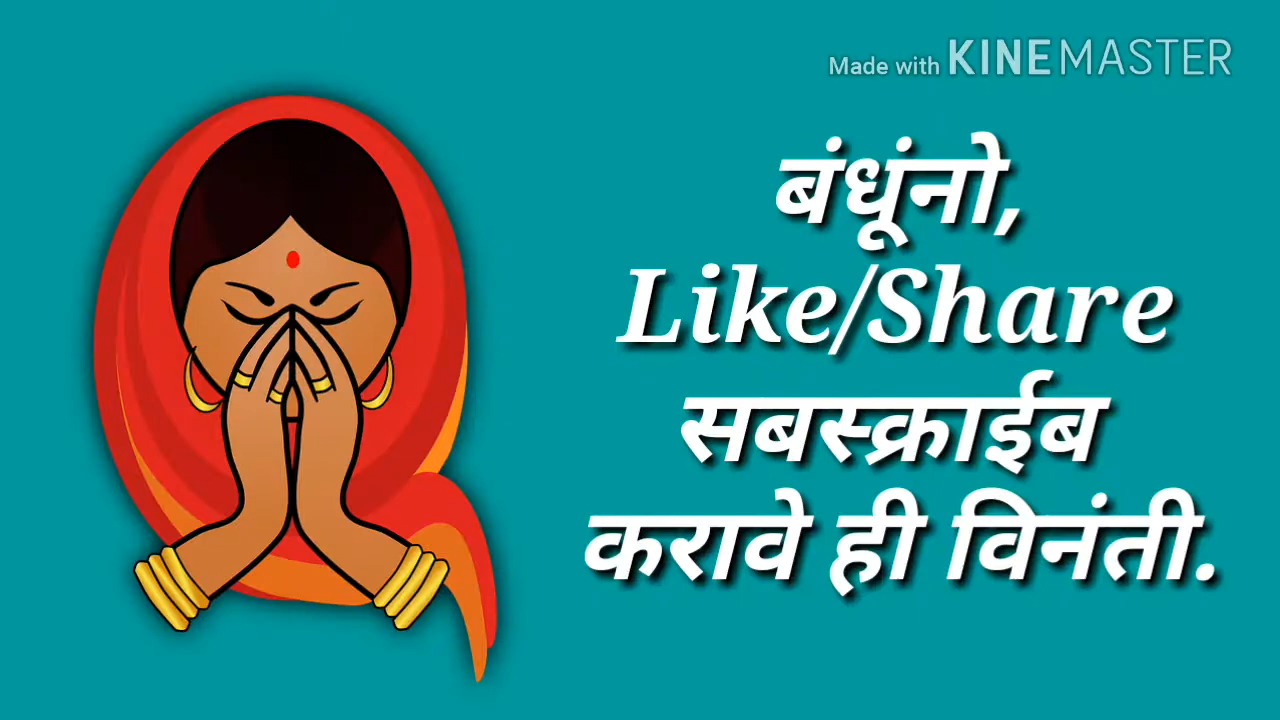 Made with KINEMASTER
बंधूंनो,
Like/Share
सबस्क्राईब
करावे ही विनंती.